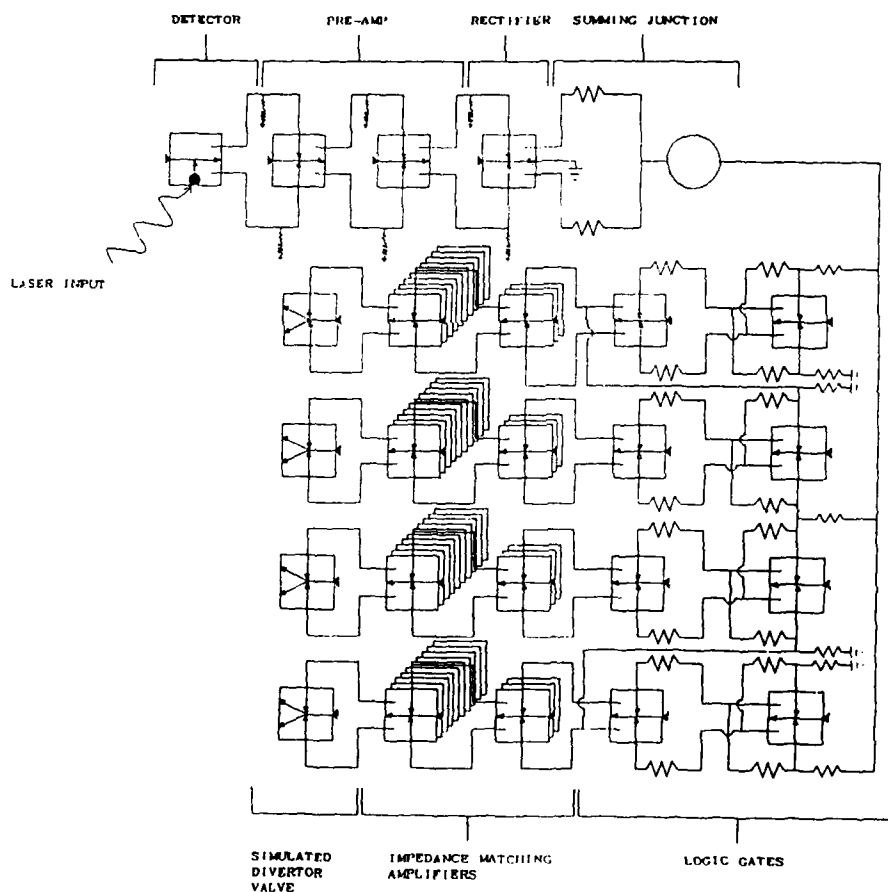 DETECTOR PRE-AMP RECTIFIER SUMMING JUNCTION
LASER INPUT
SIMULATED
DIVERTOR
VALVE
IMPEDANCE MATCHING
AMPLIFIERS
LOGIC GATES